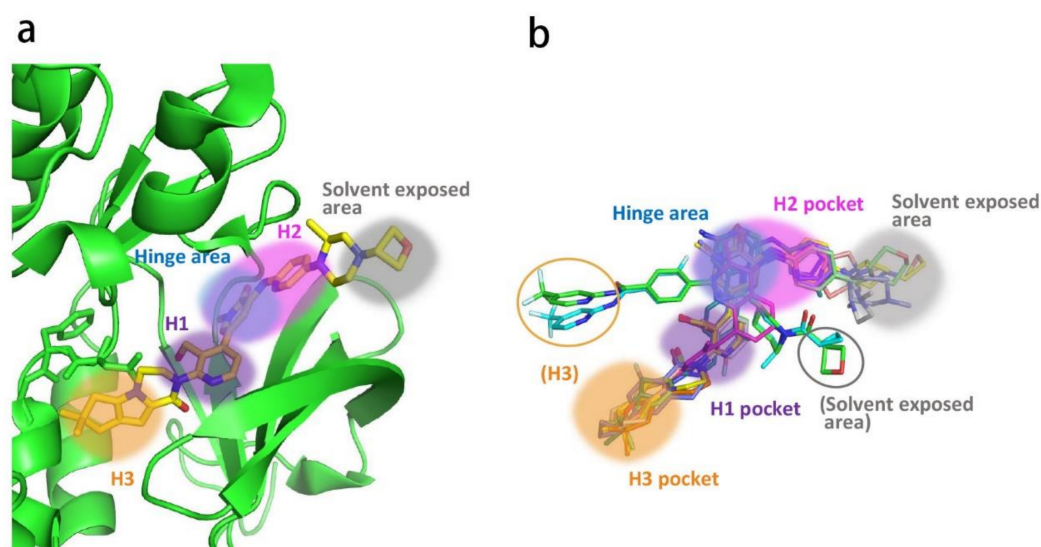 a
b
Solvent exposed
area
H2
Hinge area
H1
H3
H2 pocket
Solvent exposed
area
Hinge area
(H3)
H1 pocket
(Solvent exposed
area)
H3 pocket